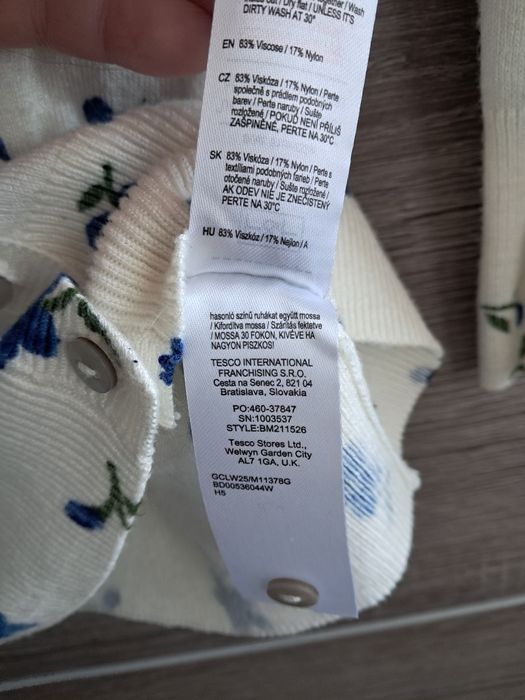 Out / Dry flat / UNLESS IT'S
DIRTY WASH AT 30°
EN 83% Viscose / 17% Nylon
CZ 83% Viskóza / 17% Nylon / Perte
společně s prádlem podobných
barev / Perte naruby / Sušte
rozložené / POKUD NENÍ PŘÍLIŠ
ZAŠPINĚNÉ, PERTE NA 30°C
SK 83% Viskóza / 17% Nylon / Perte s
textíliami podobných farieb / Perte
otočené naruby / Sušte rozložené /
AK ODEV NIE JE ZNEČISTENÝ
PERTE NA 30°C
HU 83% Viszkóz / 17% Nejlon / A
hasonló színű ruhákat együtt mossa
/ Kifordítva mossa / Szárítás fektetve
/ MOSSA 30 FOKON, KIVÉVE HA
NAGYON PISZKOS!
TESCO INTERNATIONAL
FRANCHISING S.R.O.
Cesta na Senec 2, 821 04
Bratislava, Slovakia
PO:460-37847
SN:1003537
STYLE:BM211526
Tesco Stores Ltd.,
Welwyn Garden City
AL7 1GA, U.K.
GCLW25/M11378G
BD00536044W
H5